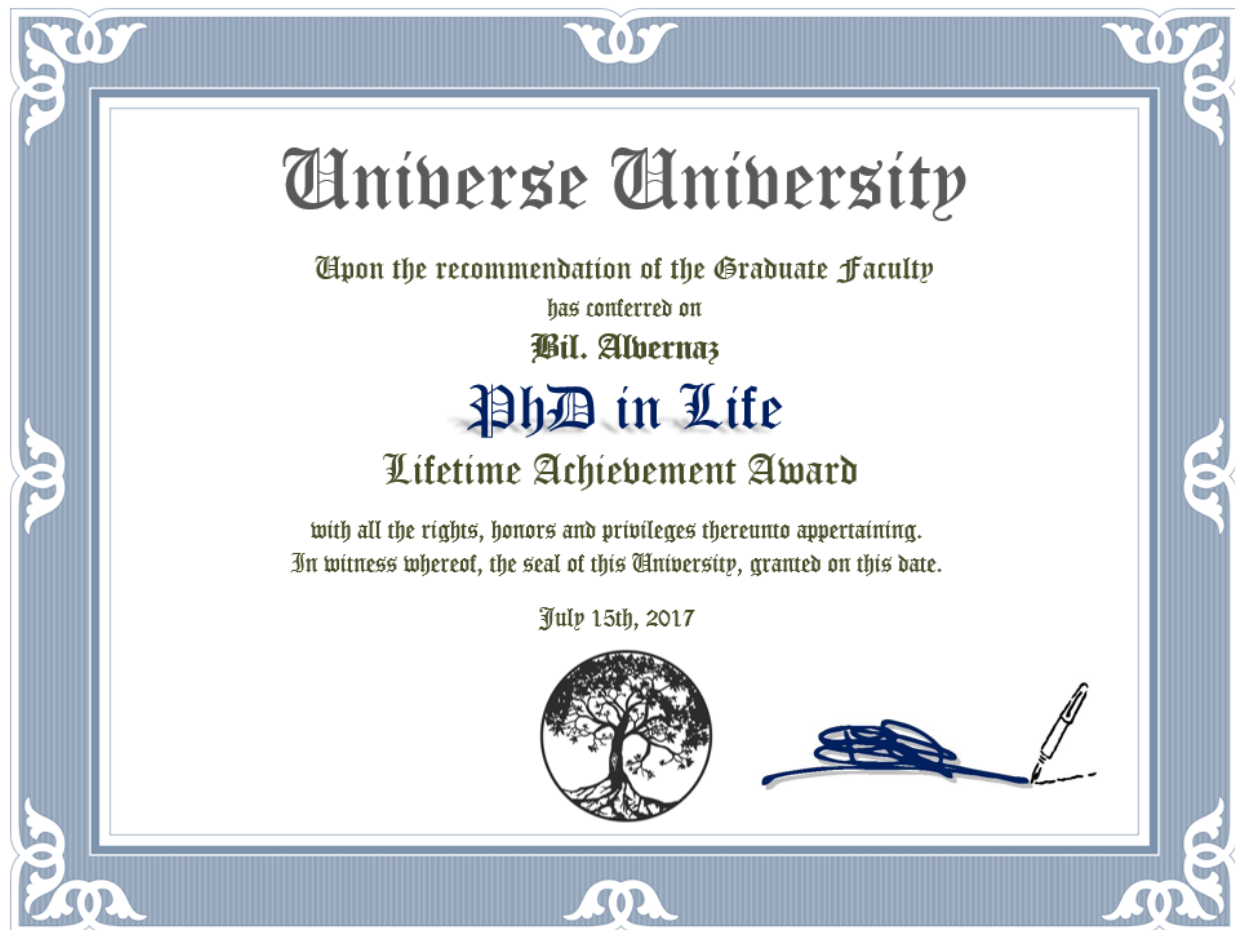 Universe University
Upon the recommendation of the Graduate Faculty
has conferred on
Bil. Alvernaz
PhD in Life
Lifetime Achievement Award
with all the rights, honors and privileges thereunto appertaining.
In witness whereof, the seal of this University, granted on this date.
July 15th, 2017